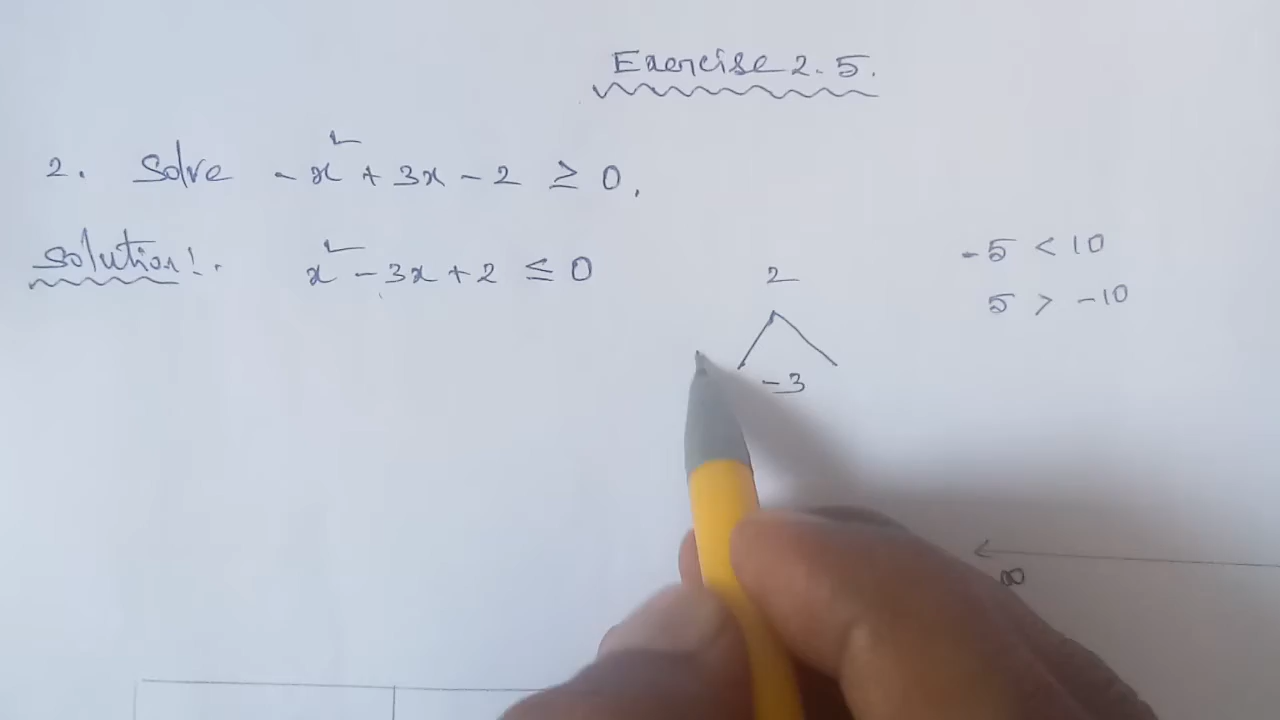 Exercise 2.5.
2. Solve -x² + 3x - 2 ≥ 0.
Solution:. x² - 3x + 2 ≤ 0
2
-3
-5 < 10
5 > -10
∞